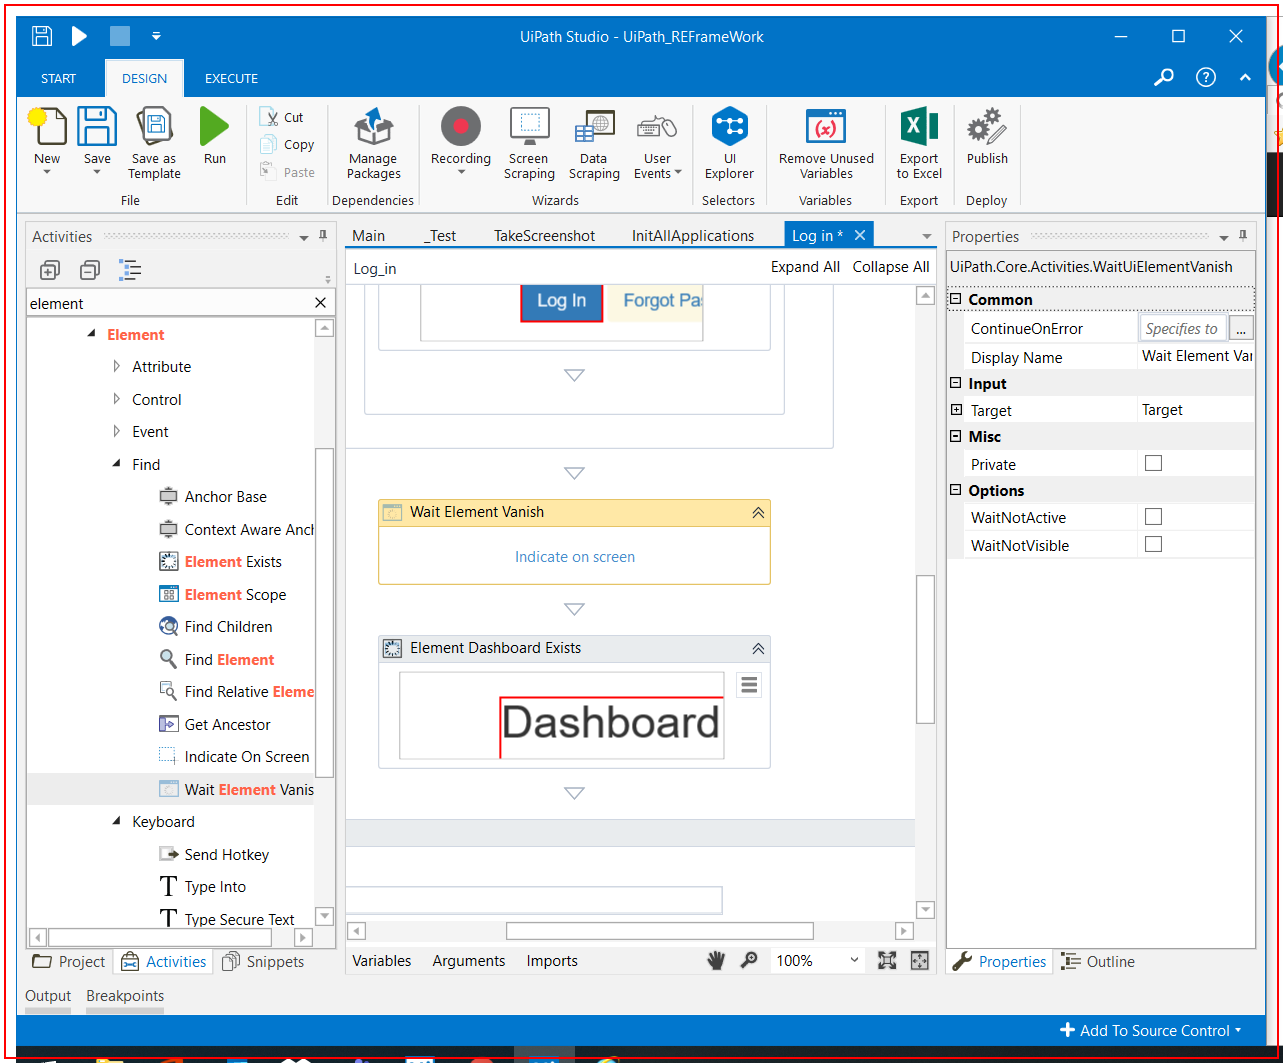 UiPath Studio - UiPath_REFrameWork
START
DESIGN
EXECUTE
New
Save
Save as
Template
Run
File
Cut
Copy
Paste
Edit
Manage
Packages
Dependencies
Recording
Screen
Scraping
Data
Scraping
User
Events
Wizards
UI
Explorer
Selectors
Remove Unused
Variables
Variables
Export
to Excel
Export
Publish
Deploy
Activities
element
Element
Attribute
Control
Event
Find
Anchor Base
Context Aware Anch
Element Exists
Element Scope
Find Children
Find Element
Find Relative Eleme
Get Ancestor
Indicate On Screen
Wait Element Vanis
Keyboard
Send Hotkey
Type Into
Type Secure Text
Project
Activities
Snippets
Main
_Test
TakeScreenshot
InitAllApplications
Log in *
Log_in
Expand All
Collapse All
Log In
Forgot Pas
Wait Element Vanish
Indicate on screen
Element Dashboard Exists
Dashboard
Variables
Arguments
Imports
100%
Properties
UiPath.Core.Activities.WaitUiElementVanish
Common
ContinueOnError
Specifies to
...
Display Name
Wait Element Van
Input
Target
Target
Misc
Private
Options
WaitNotActive
WaitNotVisible
Properties
Outline
Output
Breakpoints
Add To Source Control